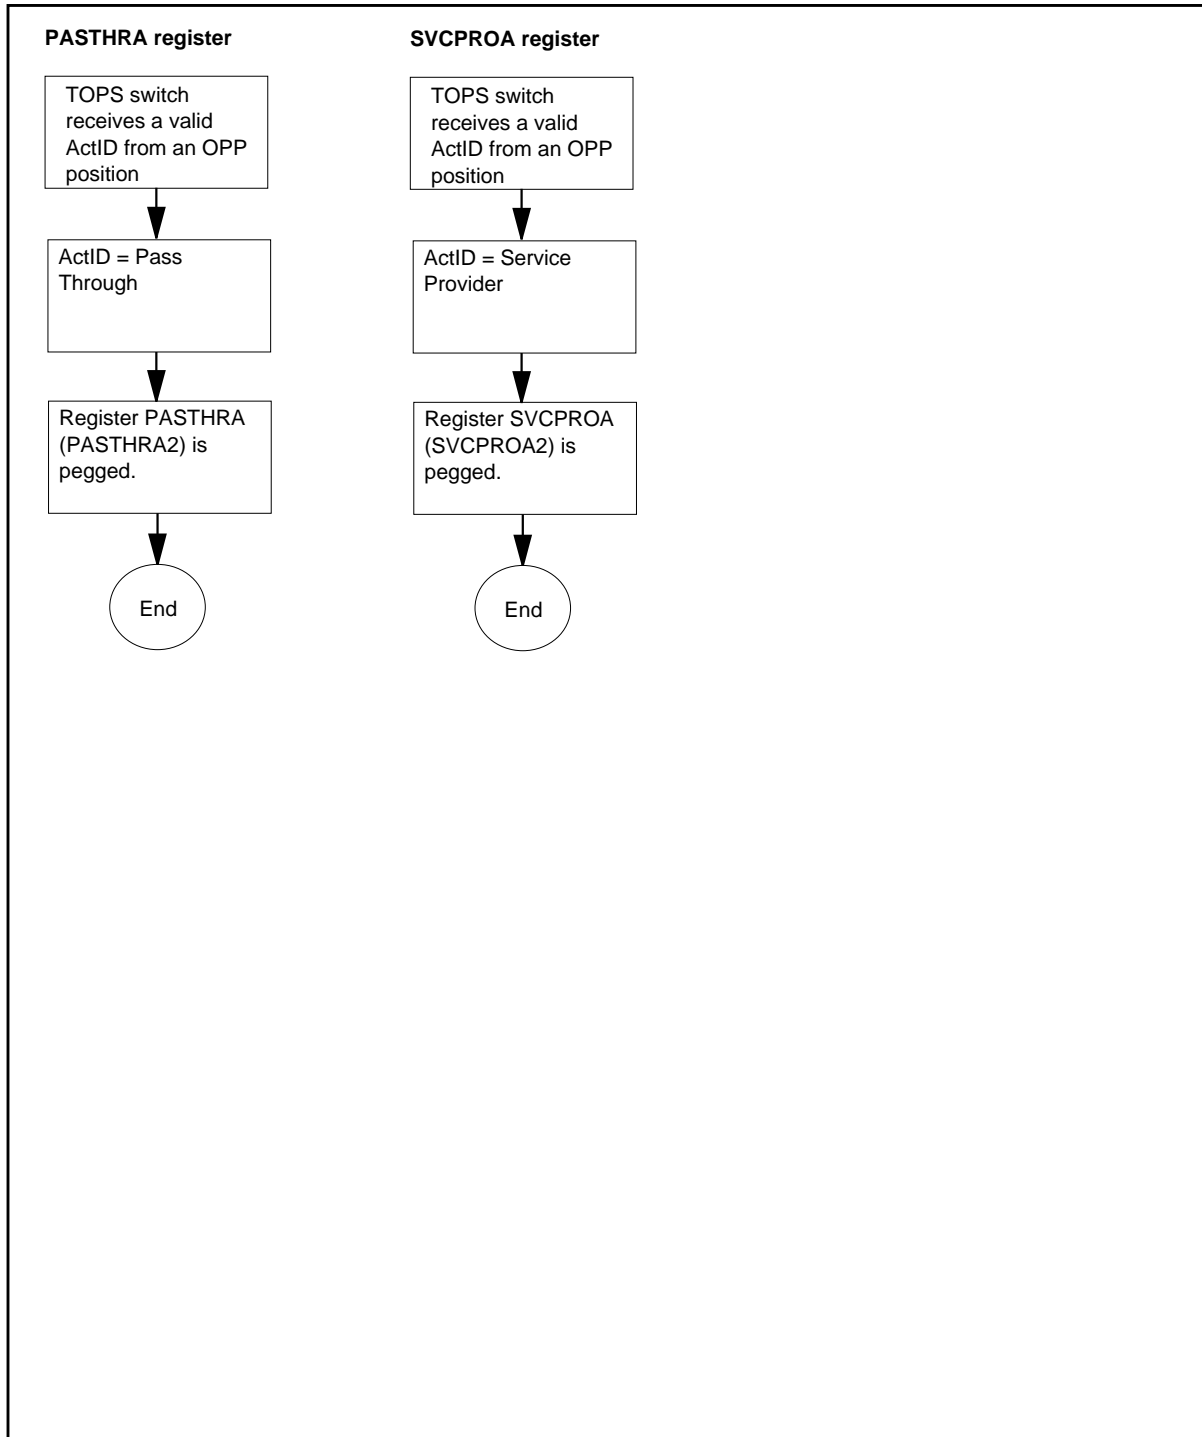 PASTHRA register
TOPS switch
receives a valid
ActID from an OPP
position
ActID = Pass
Through
Register PASTHRA
(PASTHRA2) is
pegged.
End
SVCPROA register
TOPS switch
receives a valid
ActID from an OPP
position
ActID = Service
Provider
Register SVCPROA
(SVCPROA2) is
pegged.
End